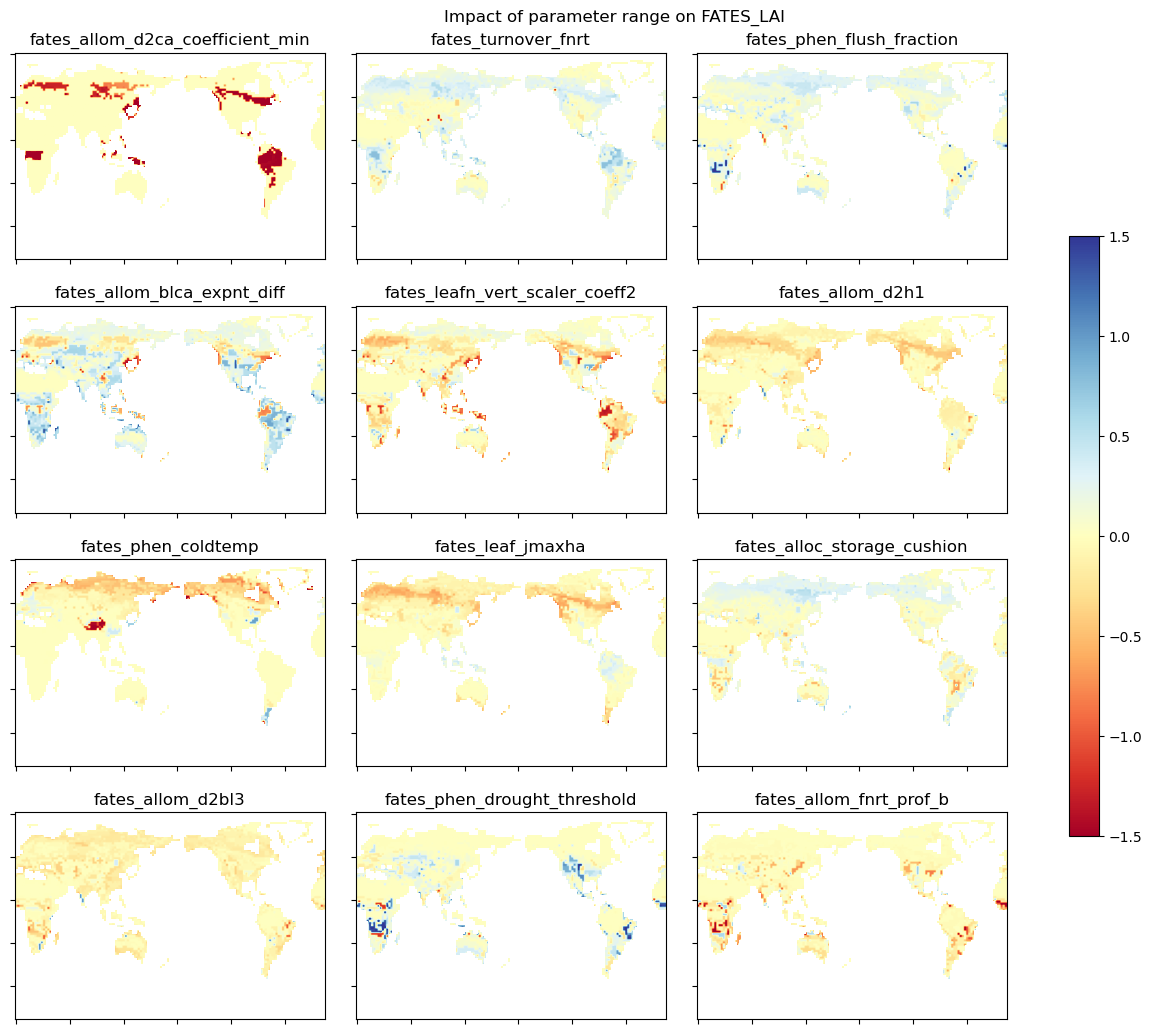 Impact of parameter range on FATES_LAI
fates_allom_d2ca_coefficient_min
fates_turnover_fnrt
fates_phen_flush_fraction
fates_allom_blca_expnt_diff
fates_leafn_vert_scaler_coeff2
fates_allom_d2h1
fates_phen_coldtemp
fates_leaf_jmaxha
fates_alloc_storage_cushion
fates_allom_d2bl3
fates_phen_drought_threshold
fates_allom_fnrt_prof_b
1.5
1.0
0.5
0.0
−0.5
−1.0
−1.5